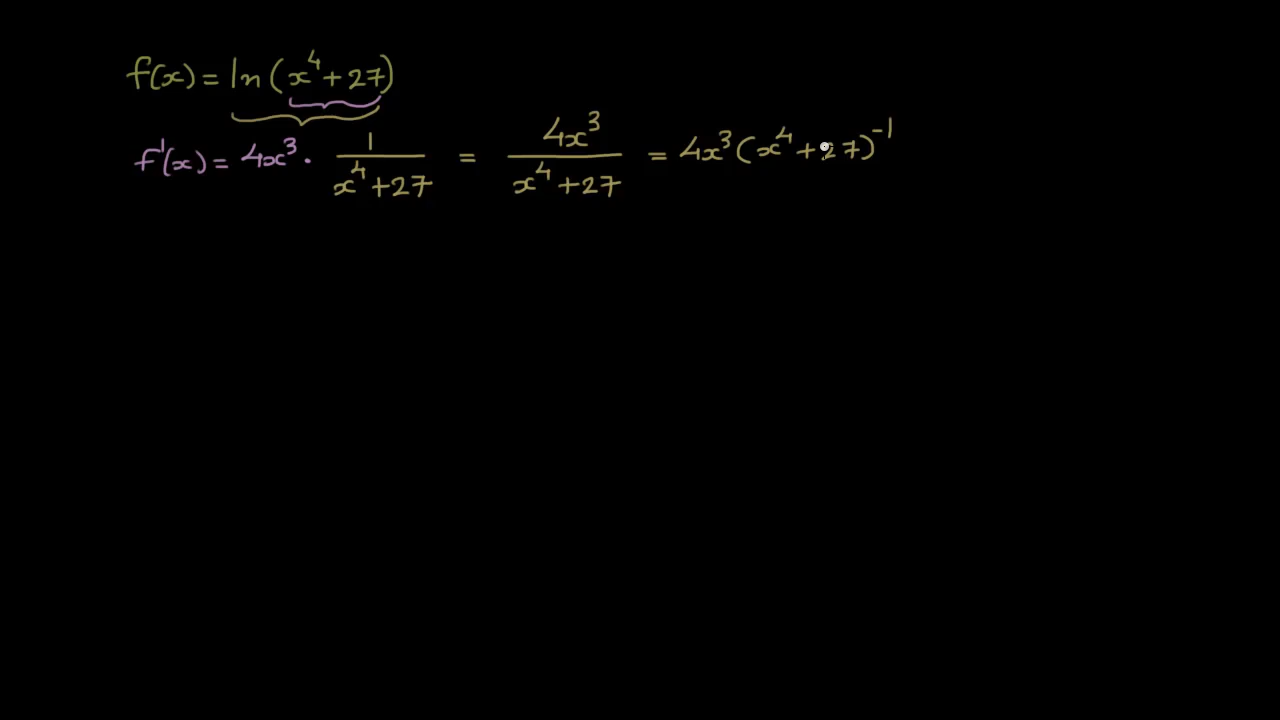 f(x) = ln(x⁴+27)
f'(x) = 4x³ · 1/(x⁴+27) = 4x³/(x⁴+27) = 4x³(x⁴+27)⁻¹